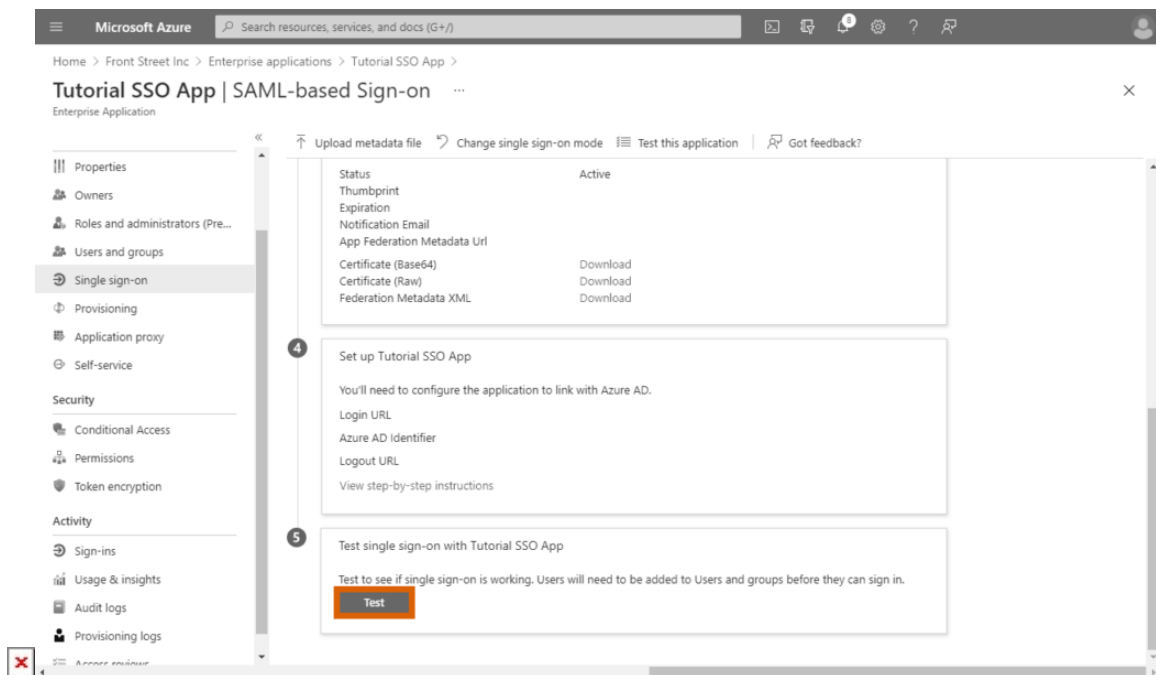 Microsoft Azure
Search resources, services, and docs (G+/)
8
Home > Front Street Inc > Enterprise applications > Tutorial SSO App >
Tutorial SSO App | SAML-based Sign-on ...
Enterprise Application
Upload metadata file Change single sign-on mode Test this application Got feedback?
Properties
Owners
Roles and administrators (Pre...
Users and groups
Single sign-on
Provisioning
Application proxy
Self-service
Security
Conditional Access
Permissions
Token encryption
Activity
Sign-ins
Usage & insights
Audit logs
Provisioning logs
Access reviews
Status Active
Thumbprint
Expiration
Notification Email
App Federation Metadata Url
Certificate (Base64) Download
Certificate (Raw) Download
Federation Metadata XML Download
4
Set up Tutorial SSO App
You'll need to configure the application to link with Azure AD.
Login URL
Azure AD Identifier
Logout URL
View step-by-step instructions
5
Test single sign-on with Tutorial SSO App
Test to see if single sign-on is working. Users will need to be added to Users and groups before they can sign in.
Test